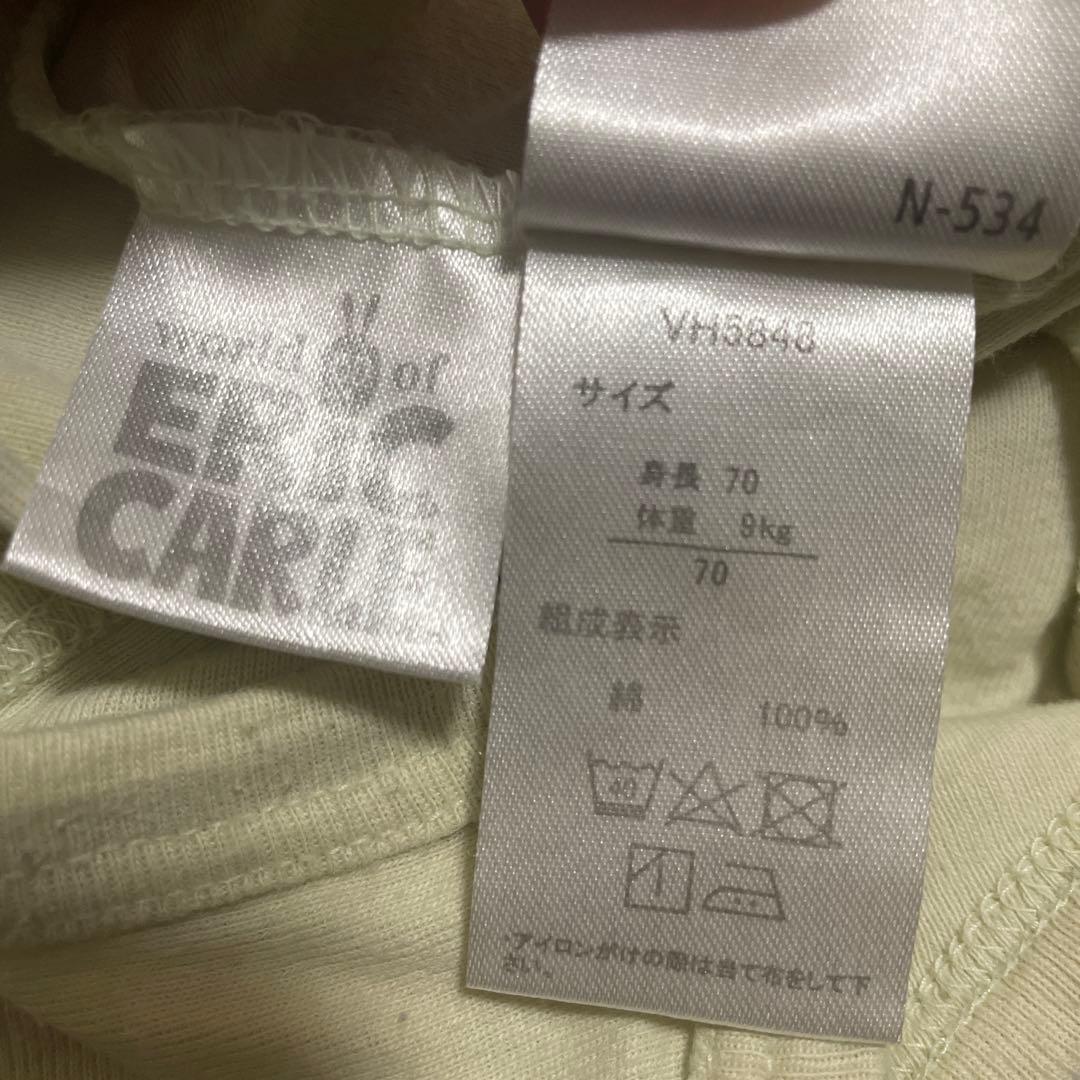 World of
ERIC
CARLE
N-534
VH6848
サイズ
身長 70
体重 9kg
70
組成表示
綿 100%
40
・アイロンがけの際は当て布をして下
さい。